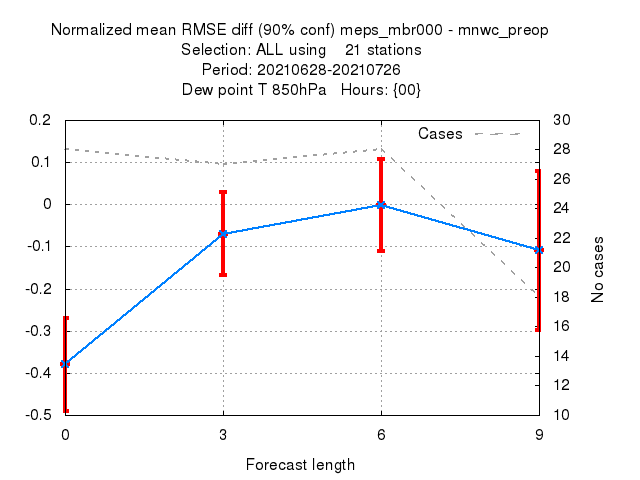 Normalized mean RMSE diff (90% conf) meps_mbr000 - mnwc_preop
Selection: ALL using    21 stations
Period: 20210628-20210726
Dew point T 850hPa   Hours: {00}
Cases
0.2
0.1
0
-0.1
-0.2
-0.3
-0.4
-0.5
30
28
26
24
22
20
18
16
14
12
10
No cases
0 3 6 9
Forecast length